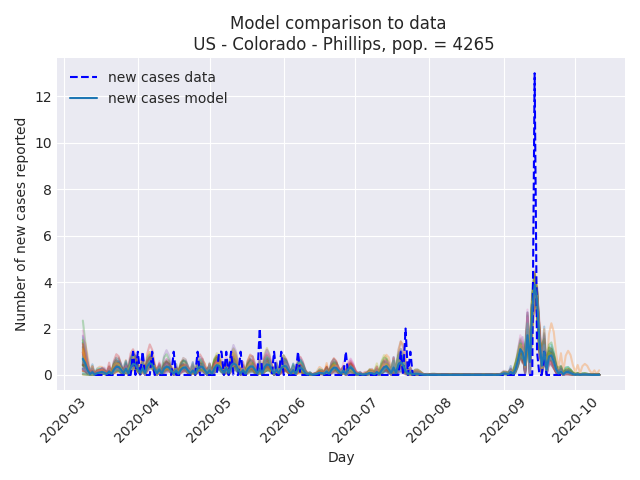 Model comparison to data
US - Colorado - Phillips, pop. = 4265
new cases data
new cases model
Number of new cases reported
12
10
8
6
4
2
0
2020-03
2020-04
2020-05
2020-06
2020-07
2020-08
2020-09
2020-10
Day